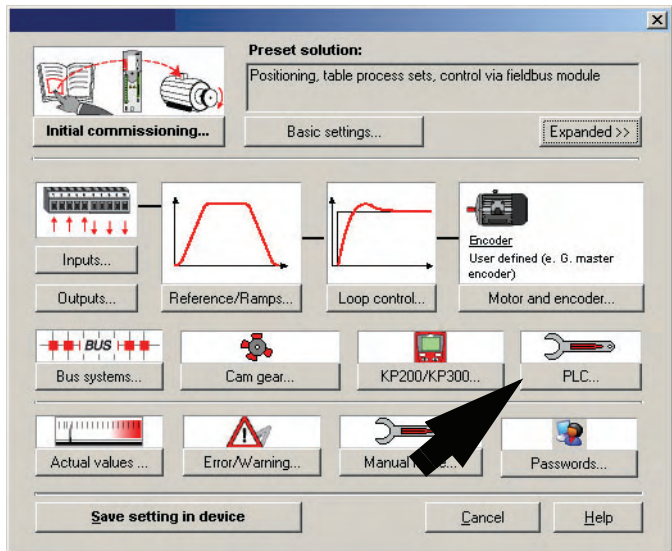 Preset solution:
Positioning, table process sets, control via fieldbus module
Initial commissioning...
Basic settings...
Expanded >>
Encoder
User defined (e. G. master
encoder)
Inputs...
Outputs...
Reference/Ramps...
Loop control...
Motor and encoder...
BUS
Bus systems...
Cam gear...
KP200/KP300...
PLC...
Actual values ...
Error/Warning...
Manual
Passwords...
Save setting in device
Cancel
Help